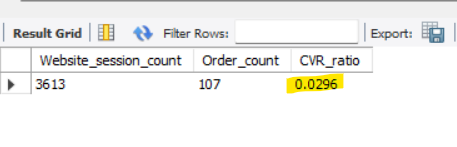 Result Grid Filter Rows: Export:
Website_session_count Order_count CVR_ratio
3613 107 0.0296